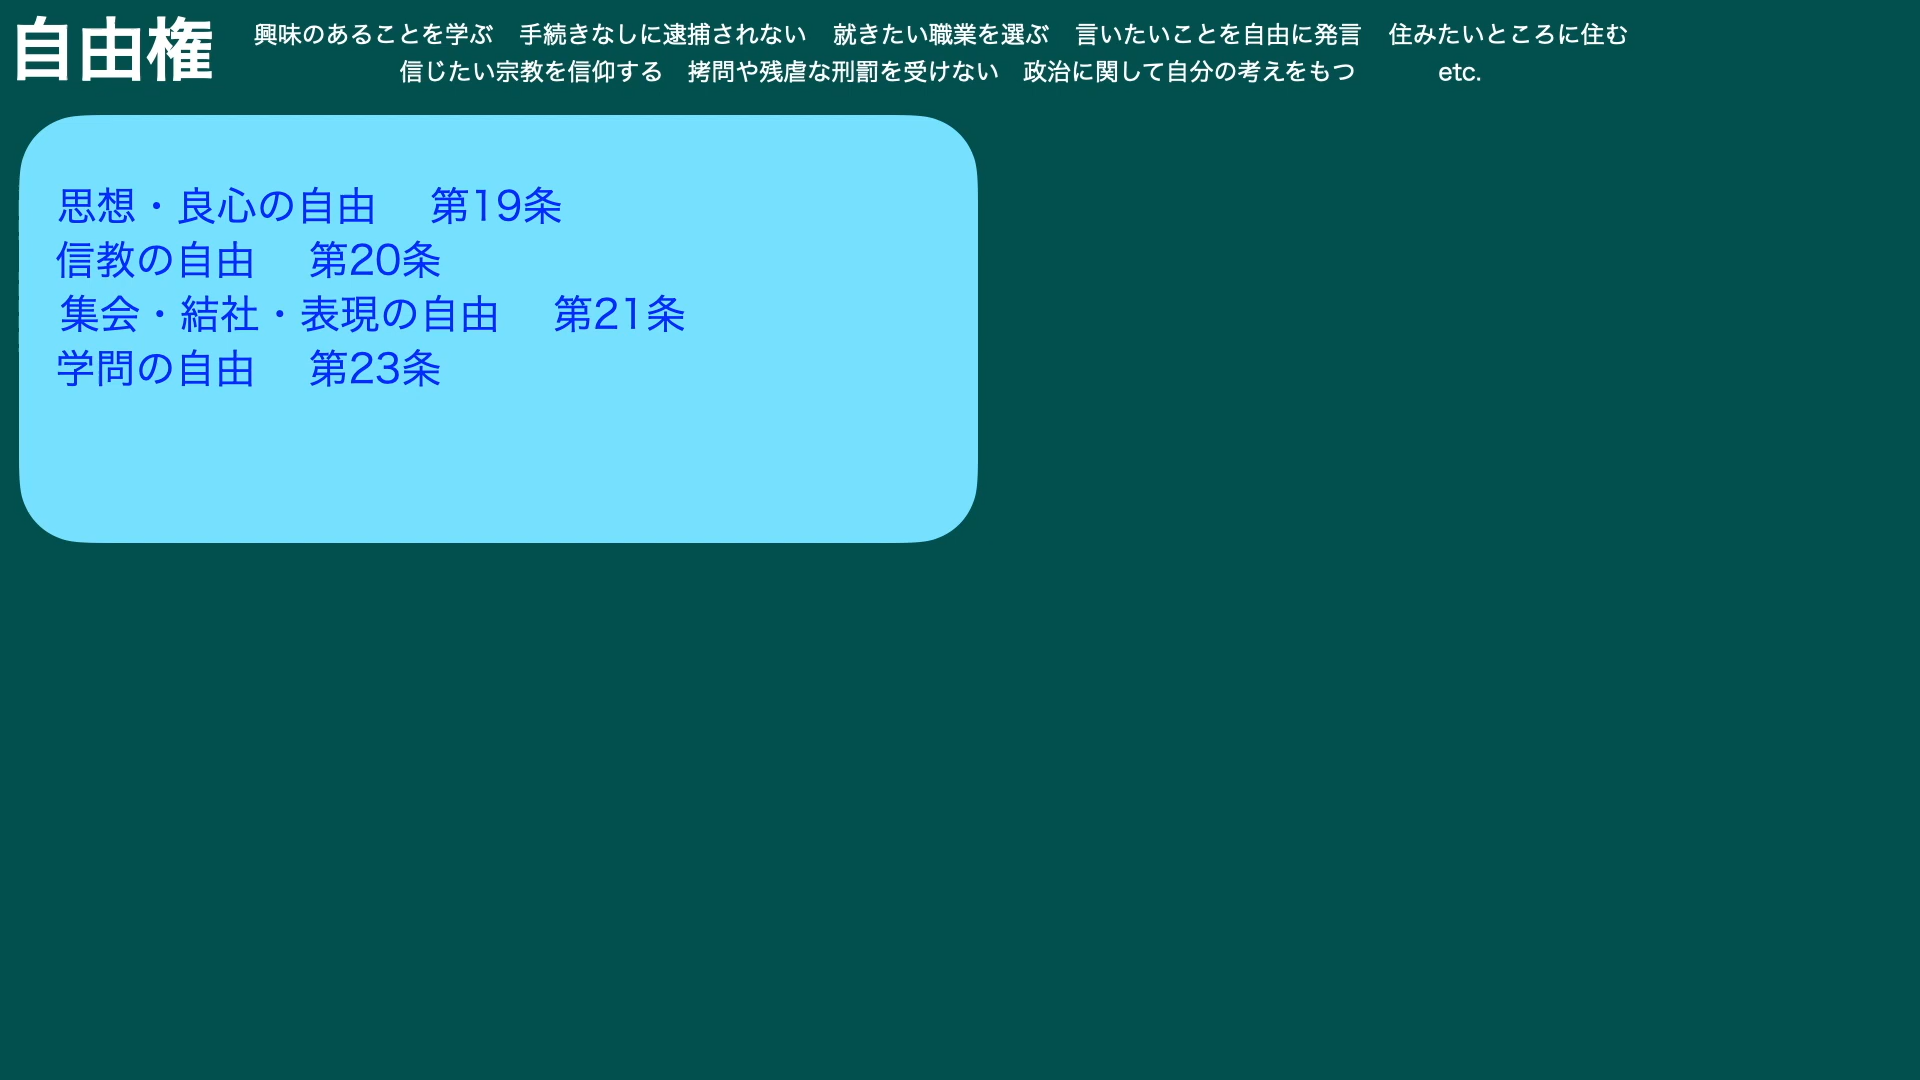 自由権
興味のあることを学ぶ　手続きなしに逮捕されない　就きたい職業を選ぶ　言いたいことを自由に発言　住みたいところに住む
信じたい宗教を信仰する　拷問や残虐な刑罰を受けない　政治に関して自分の考えをもつ　　　etc.
思想・良心の自由　第19条
信教の自由　第20条
集会・結社・表現の自由　第21条
学問の自由　第23条